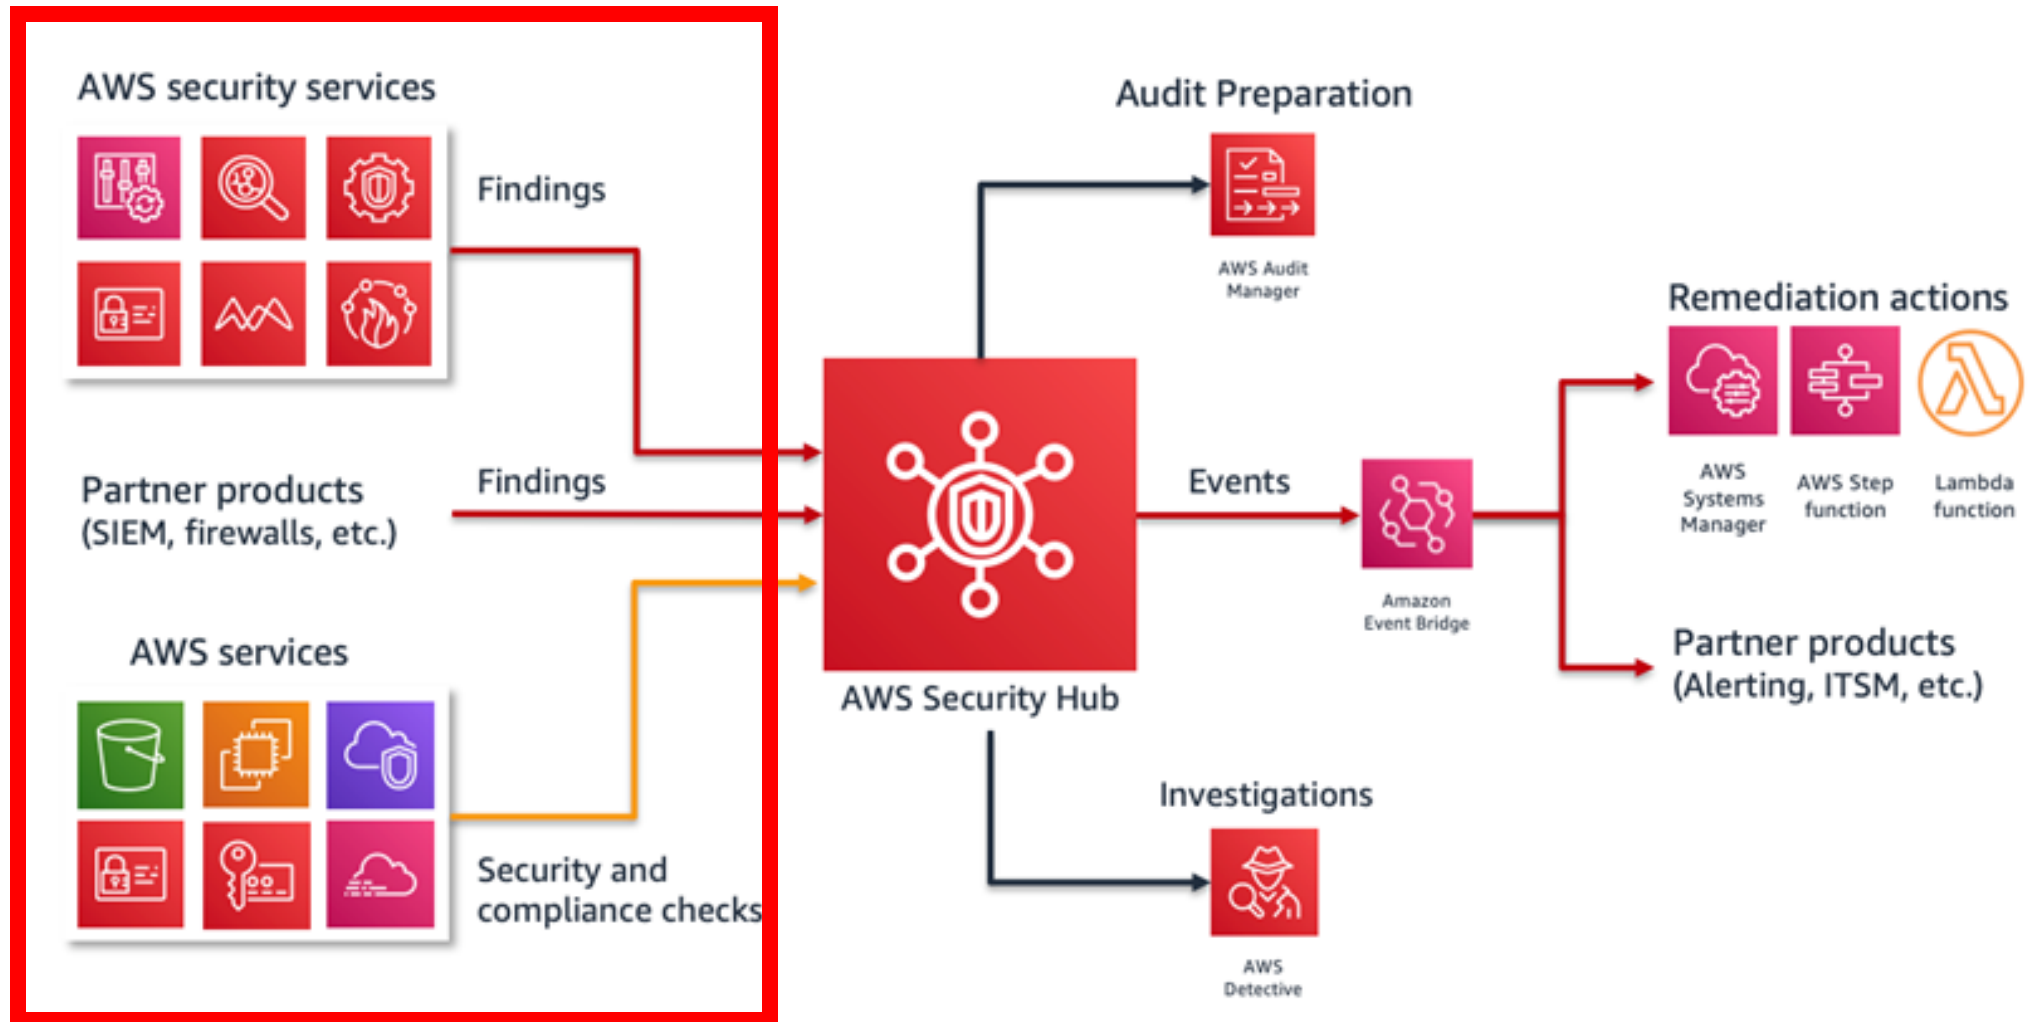 AWS security services
Findings
Partner products
(SIEM, firewalls, etc.)
Findings
AWS services
Security and
compliance checks
AWS Security Hub
Audit Preparation
AWS Audit
Manager
Events
Amazon
Event Bridge
Investigations
AWS
Detective
Remediation actions
AWS
Systems
Manager
AWS Step
function
Lambda
function
Partner products
(Alerting, ITSM, etc.)